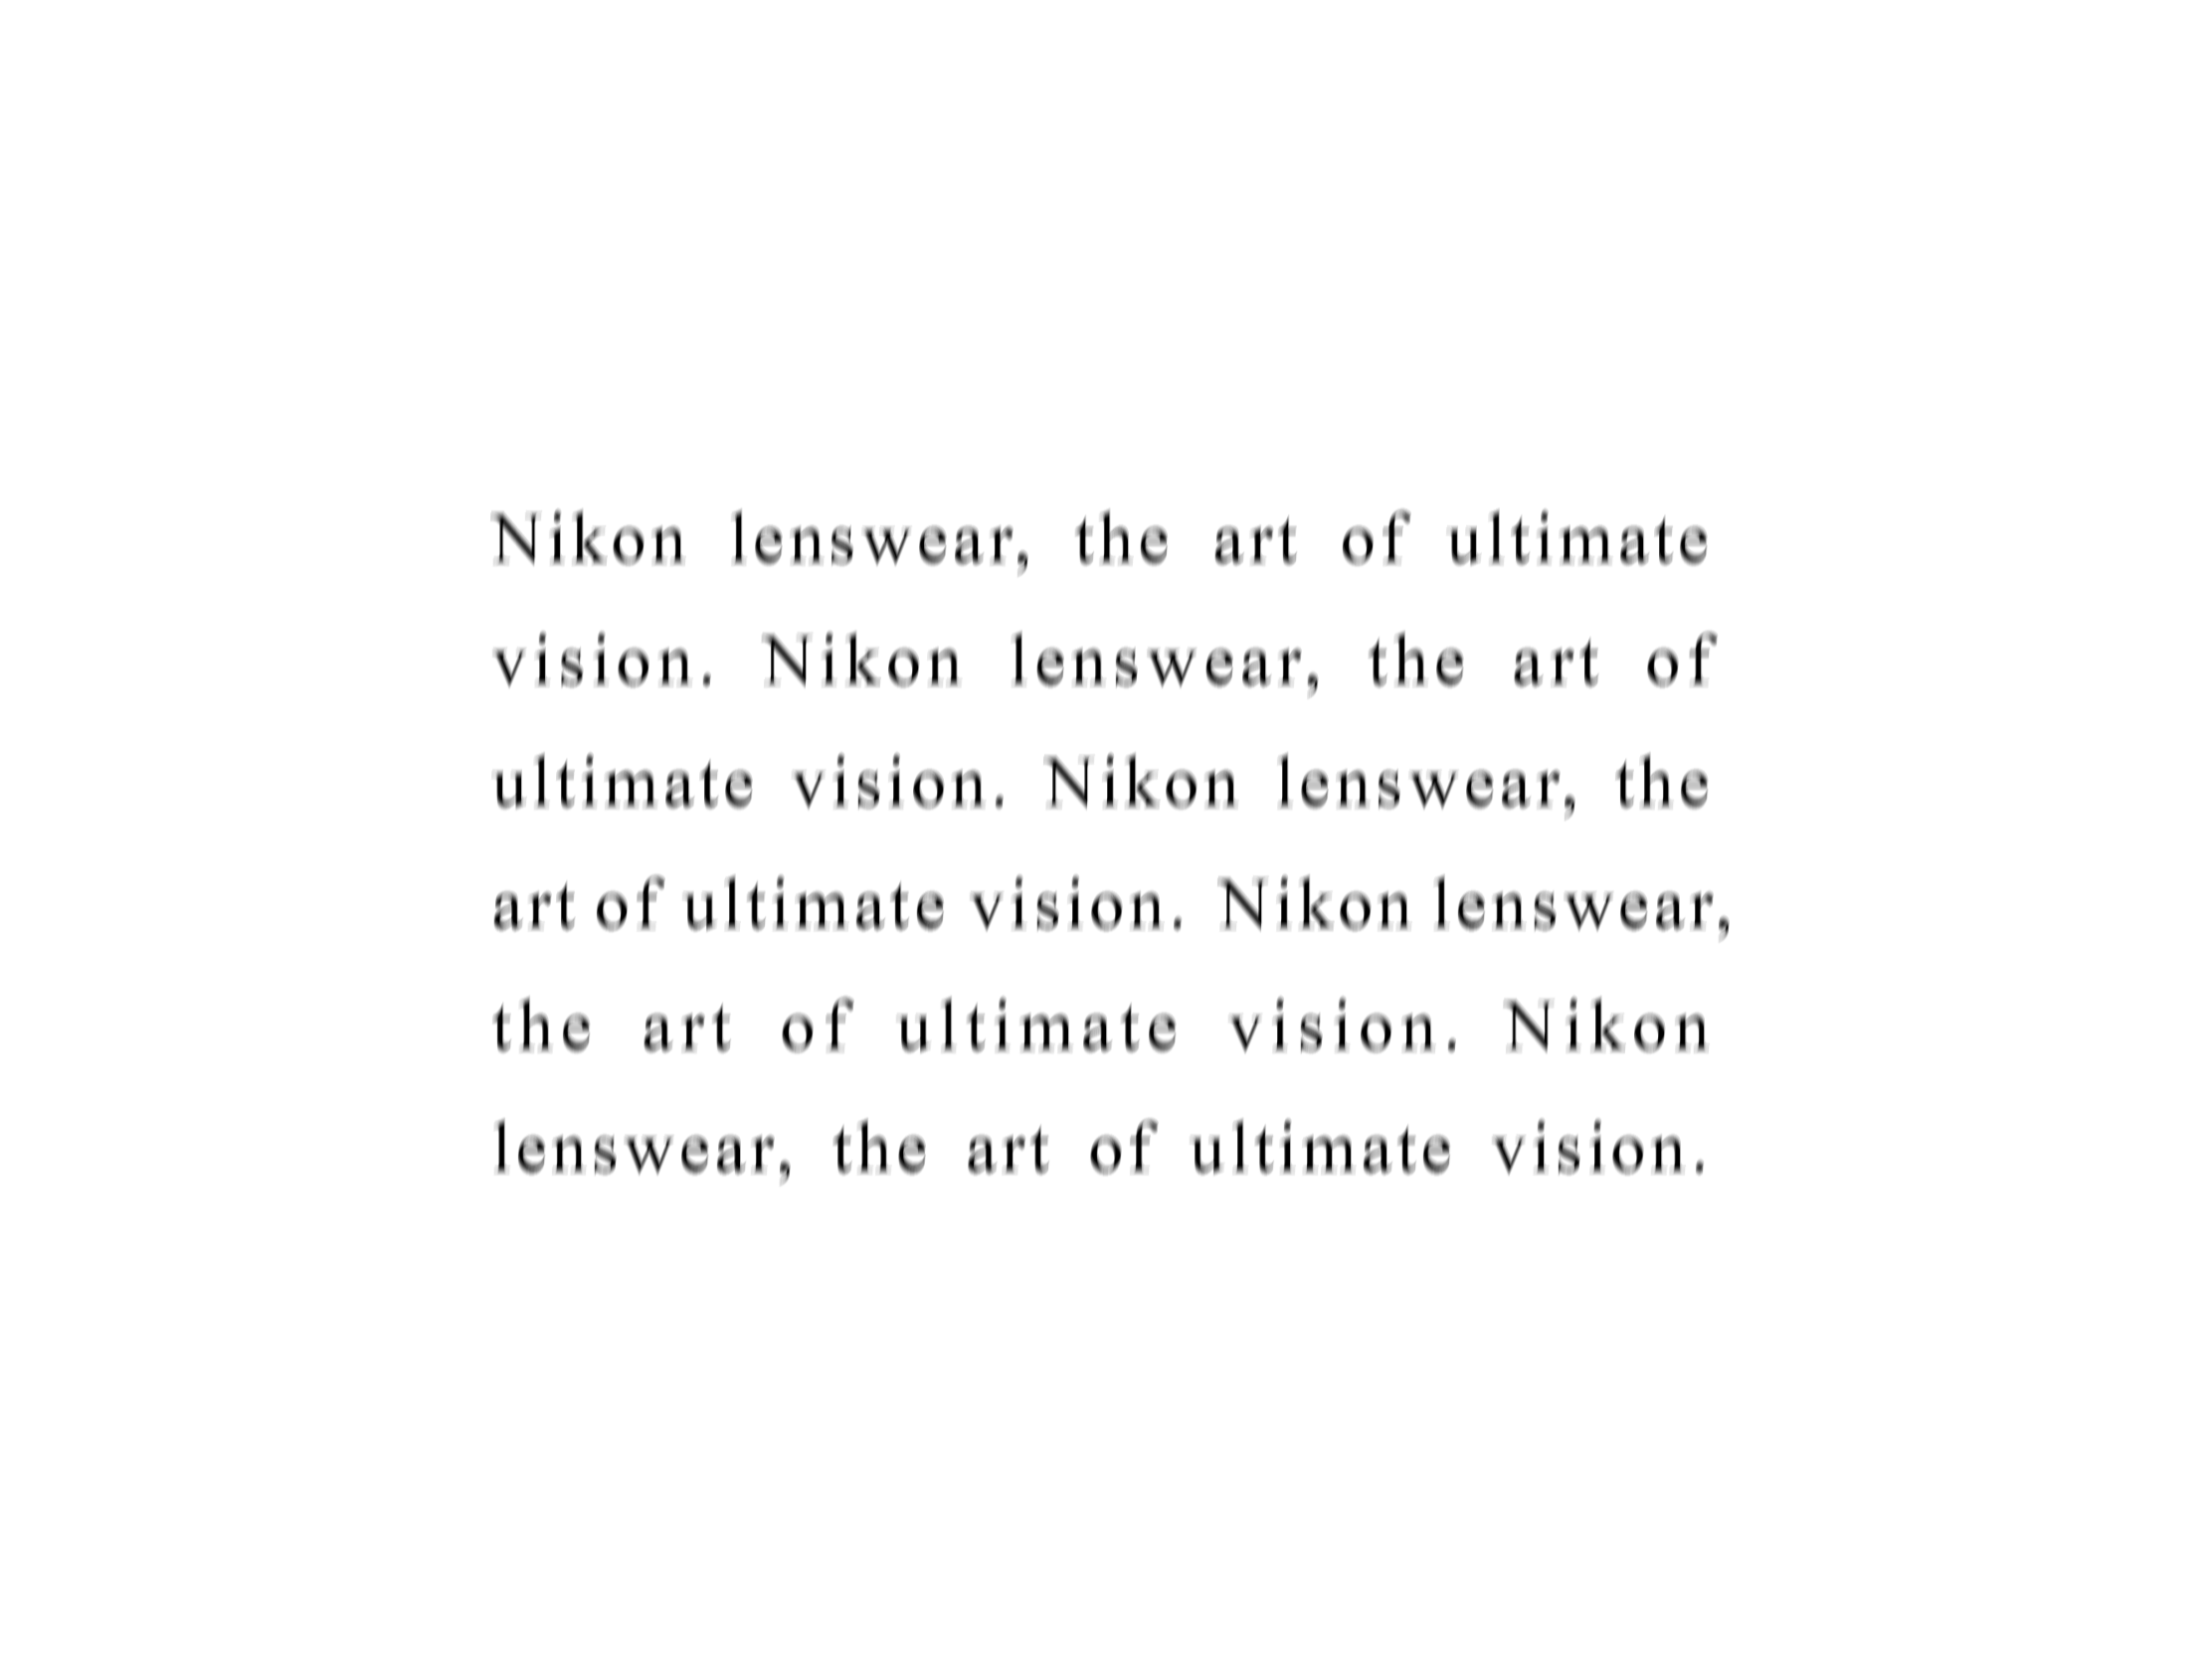 Nikon lenswear, the art of ultimate
vision. Nikon lenswear, the art of
ultimate vision. Nikon lenswear, the
art of ultimate vision. Nikon lenswear,
the art of ultimate vision. Nikon
lenswear, the art of ultimate vision.